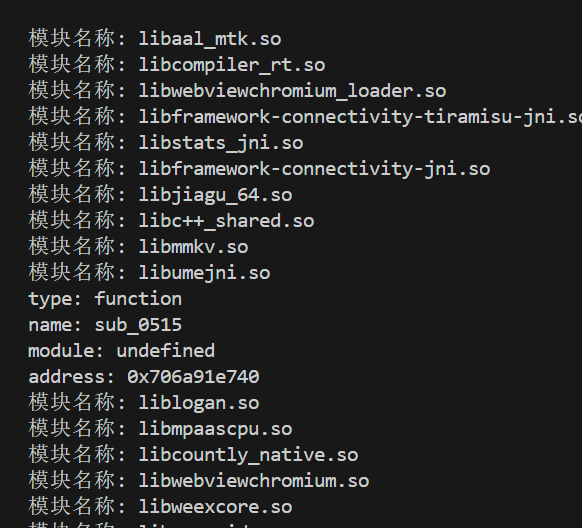 模块名称: libaal_mtk.so
模块名称: libcompiler_rt.so
模块名称: libwebviewchromium_loader.so
模块名称: libframework-connectivity-tiramisu-jni.so
模块名称: libstats_jni.so
模块名称: libframework-connectivity-jni.so
模块名称: libjiagu_64.so
模块名称: libc++_shared.so
模块名称: libmmkv.so
模块名称: libumejni.so
type: function
name: sub_0515
module: undefined
address: 0x706a91e740
模块名称: liblogan.so
模块名称: libmpaascpu.so
模块名称: libcountly_native.so
模块名称: libwebviewchromium.so
模块名称: libweexcore.so